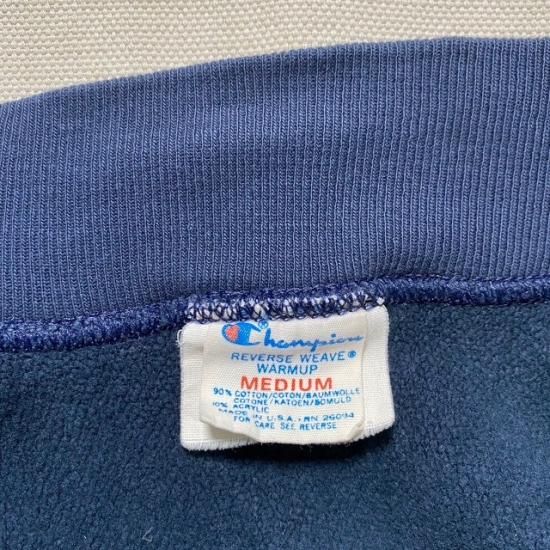 Champion
REVERSE WEAVE®
WARMUP
MEDIUM
90% COTTON/COTON/BAUMWOLLE
COTONE/KATOEN/BOMULD
10% ACRYLIC
MADE IN U.S.A. RN 26094
FOR CARE SEE REVERSE